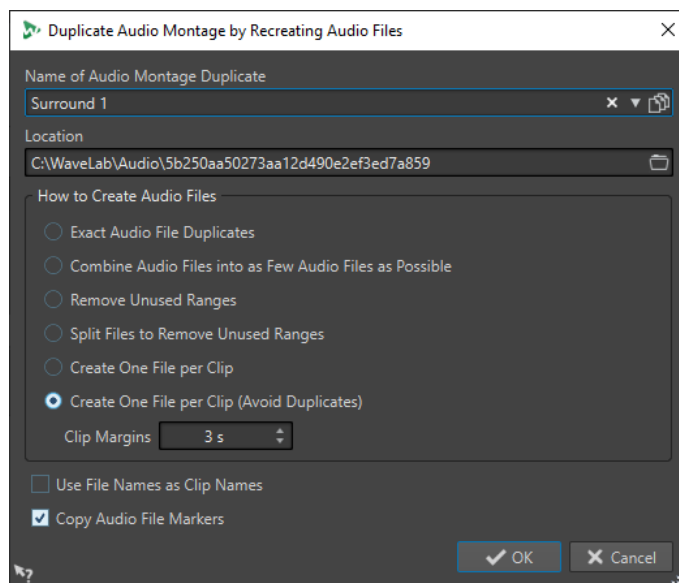 Duplicate Audio Montage by Recreating Audio Files
Name of Audio Montage Duplicate
Surround 1
Location
C:\WaveLab\Audio\5b250aa50273aa12d490e2ef3ed7a859
How to Create Audio Files
Exact Audio File Duplicates
Combine Audio Files into as Few Audio Files as Possible
Remove Unused Ranges
Split Files to Remove Unused Ranges
Create One File per Clip
Create One File per Clip (Avoid Duplicates)
Clip Margins 3 s
Use File Names as Clip Names
Copy Audio File Markers
OK Cancel